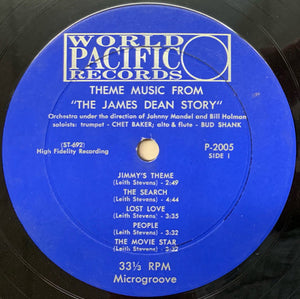 WORLD
PACIFIC
RECORDS
THEME MUSIC FROM
"THE JAMES DEAN STORY"
Orchestra under the direction of Johnny Mandel and Bill Holman
soloists: trumpet - CHET BAKER; alto & flute - BUD SHANK
(ST-692)
High Fidelity Recording
P-2005
SIDE 1
JIMMY'S THEME
(Leith Stevens) - 2:49
THE SEARCH
(Leith Stevens) - 4:44
LOST LOVE
(Leith Stevens) - 3:35
PEOPLE
(Leith Stevens) - 3:32
THE MOVIE STAR
(Leith Stevens) - 3:32
33⅓ RPM
Microgroove